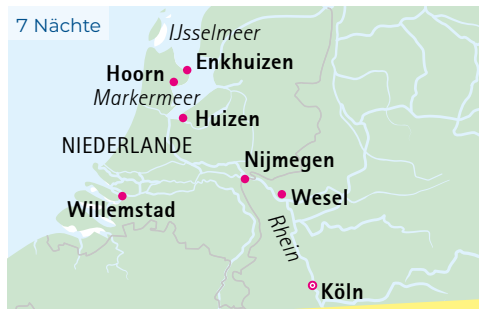 7 Nächte
IJsselmeer
Enkhuizen
Hoorn
Markermeer
Huizen
NIEDERLANDE
Nijmegen
Wesel
Willemstad
Rhein
Köln